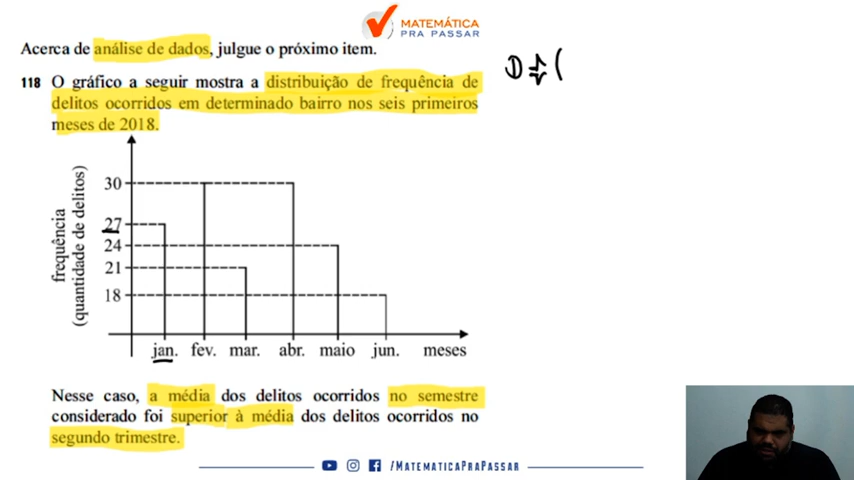 MATEMÁTICA
PRA PASSAR
Acerca de análise de dados, julgue o próximo item.
118 O gráfico a seguir mostra a distribuição de frequência de
delitos ocorridos em determinado bairro nos seis primeiros
meses de 2018.
frequência
(quantidade de delitos)
30
27
24
21
18
jan. fev. mar. abr. maio jun. meses
Nesse caso, a média dos delitos ocorridos no semestre
considerado foi superior à média dos delitos ocorridos no
segundo trimestre.
/MATEMATICAPRAPASSAR